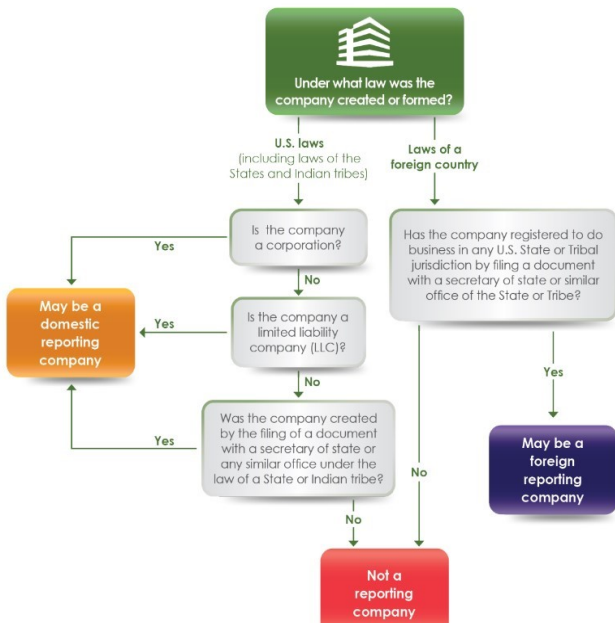 Under what law was the
company created or formed?
U.S. laws
(including laws of the
States and Indian tribes)
Laws of a
foreign country
Is the company
a corporation?
Yes
No
Has the company registered to do
business in any U.S. State or Tribal
jurisdiction by filing a document
with a secretary of state or similar
office of the State or Tribe?
May be a
domestic
reporting
company
Yes
Is the company a
limited liability
company (LLC)?
No
Yes
Was the company created
by the filing of a document
with a secretary of state or
any similar office under the
law of a State or Indian tribe?
Yes
No
No
May be a
foreign
reporting
company
Not a
reporting
company